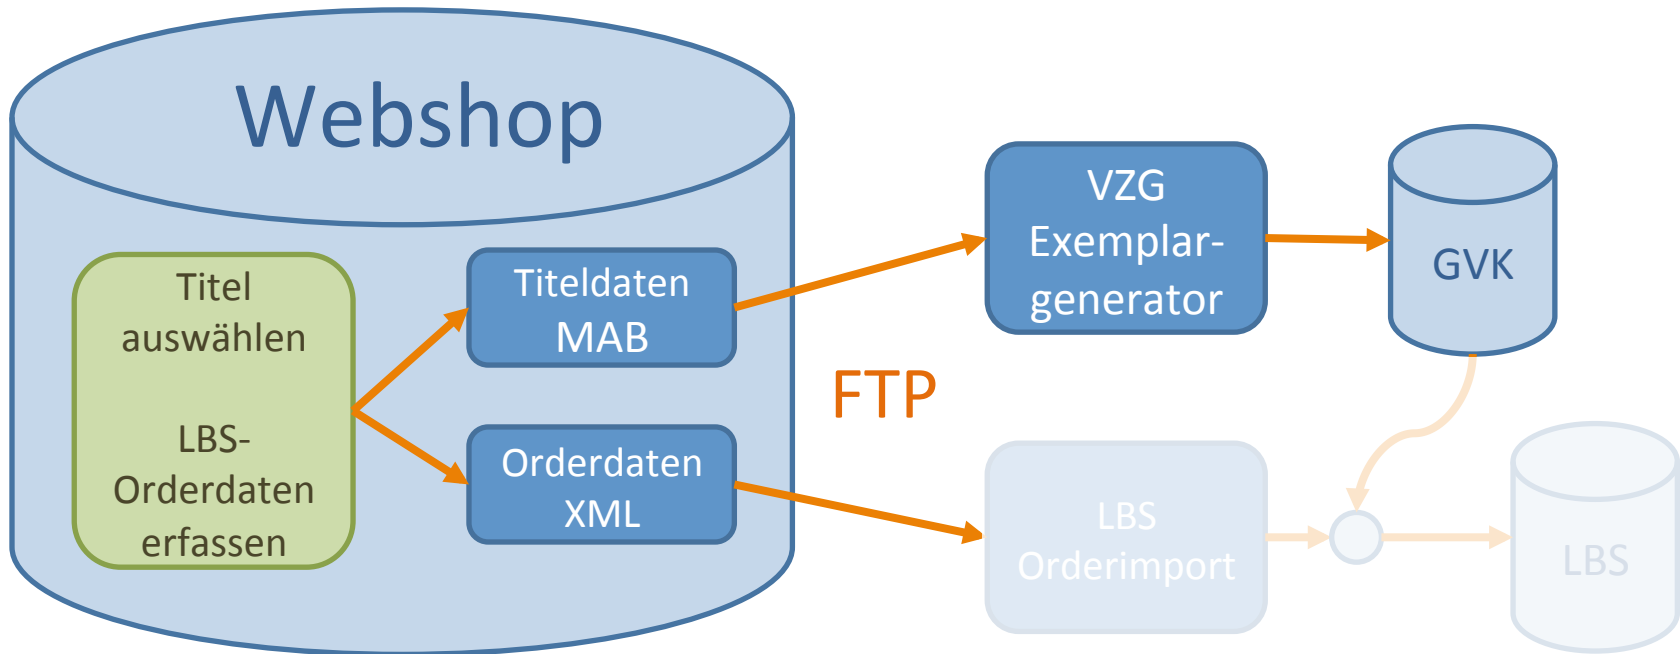 Webshop
Titel
auswählen
LBS-
Orderdaten
erfassen
Titeldaten
MAB
Orderdaten
XML
FTP
VZG
Exemplar-
generator
GVK
LBS
Orderimport
LBS